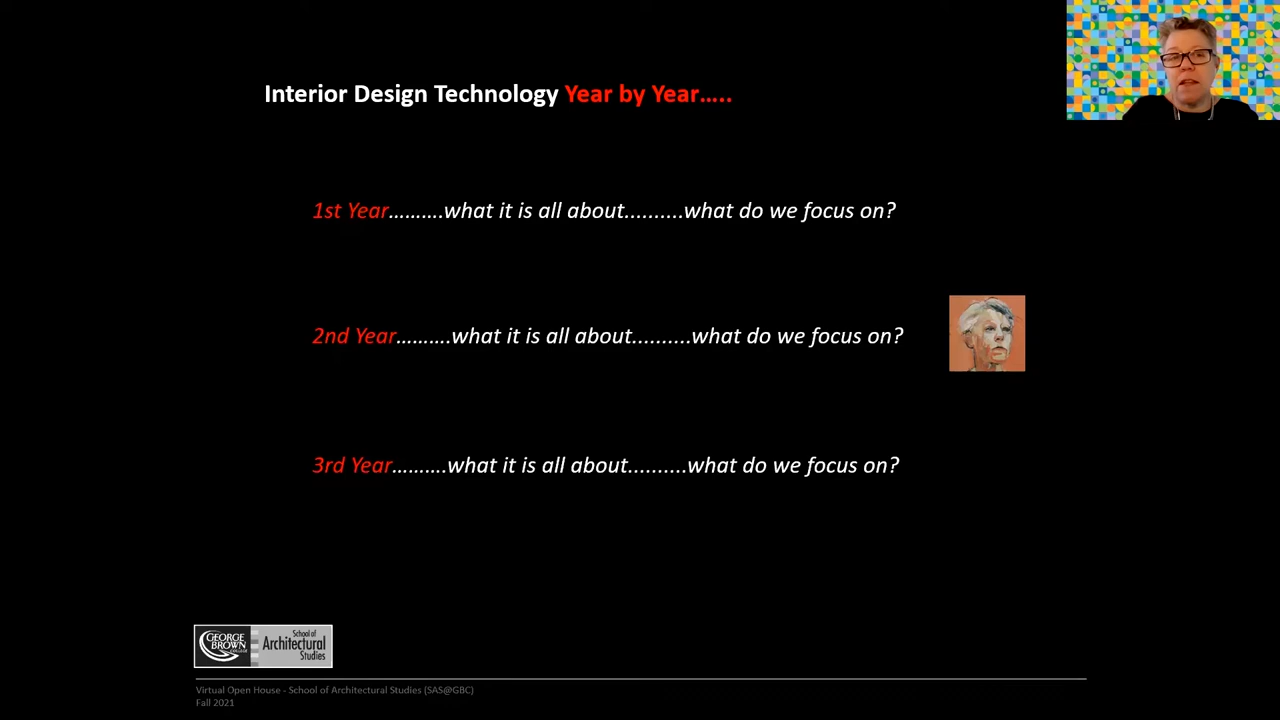 Interior Design Technology Year by Year…..
1st Year……….what it is all about..........what do we focus on?
2nd Year……….what it is all about..........what do we focus on?
3rd Year……….what it is all about..........what do we focus on?
GEORGE
BROWN
COLLEGE
School of
Architectural
Studies
Virtual Open House - School of Architectural Studies (SAS@GBC)
Fall 2021